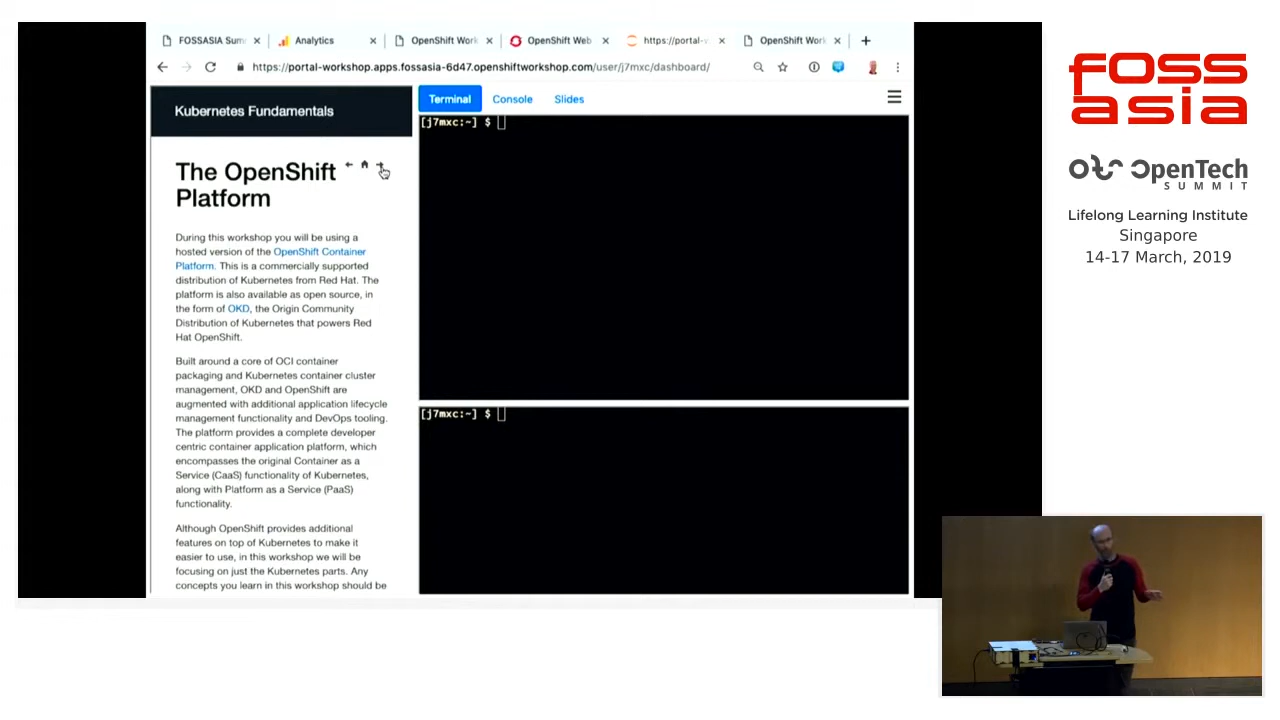 FOSSASIA Sum
Analytics
OpenShift Work
OpenShift Web
https://portal-v
OpenShift Work
https://portal-workshop.apps.fossasia-6d47.openshiftworkshop.com/user/j7mxc/dashboard/
Kubernetes Fundamentals
Terminal
Console
Slides
The OpenShift
Platform
During this workshop you will be using a
hosted version of the OpenShift Container
Platform. This is a commercially supported
distribution of Kubernetes from Red Hat. The
platform is also available as open source, in
the form of OKD, the Origin Community
Distribution of Kubernetes that powers Red
Hat OpenShift.
Built around a core of OCI container
packaging and Kubernetes container cluster
management, OKD and OpenShift are
augmented with additional application lifecycle
management functionality and DevOps tooling.
The platform provides a complete developer
centric container application platform, which
encompasses the original Container as a
Service (CaaS) functionality of Kubernetes,
along with Platform as a Service (PaaS)
functionality.
Although OpenShift provides additional
features on top of Kubernetes to make it
easier to use, in this workshop we will be
focusing on just the Kubernetes parts. Any
concepts you learn in this workshop should be
[j7mxc:~] $
[j7mxc:~] $
FOSS
ASIA
OpenTech
SUMMIT
Lifelong Learning Institute
Singapore
14-17 March, 2019